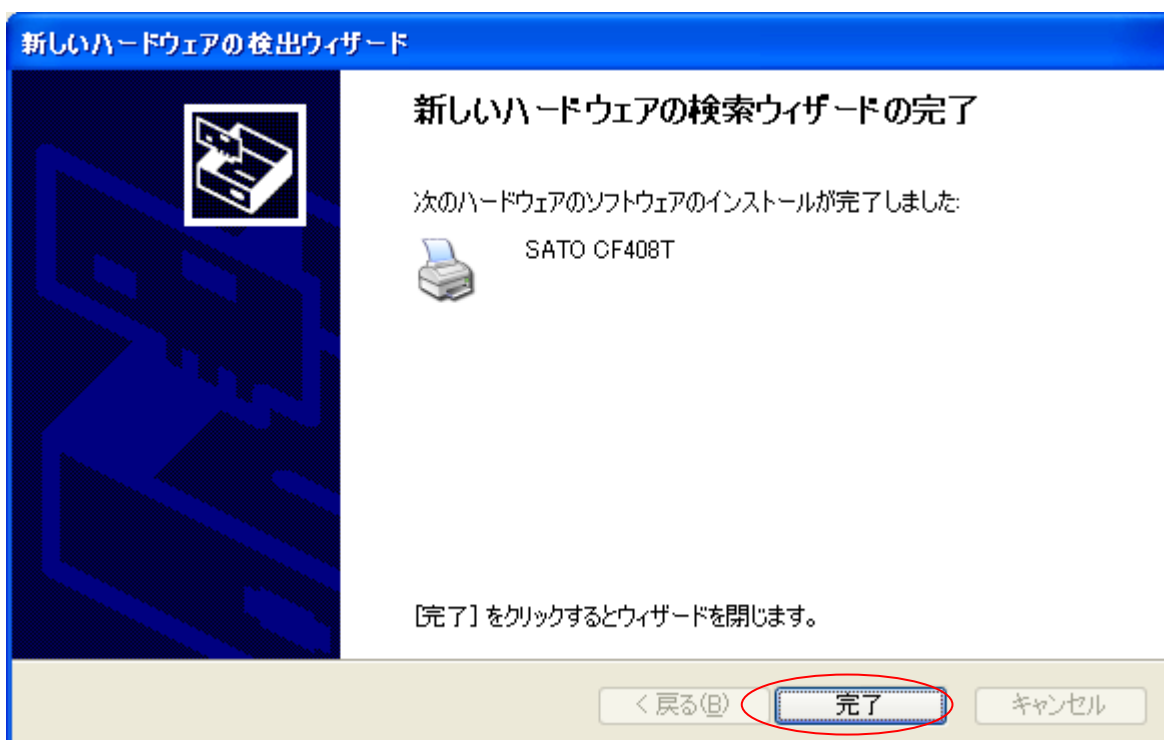 新しいハードウェアの検出ウィザード
新しいハードウェアの検索ウィザードの完了
次のハードウェアのソフトウェアのインストールが完了しました:
SATO CF408T
[完了] をクリックするとウィザードを閉じます。
< 戻る(B) 完了 キャンセル